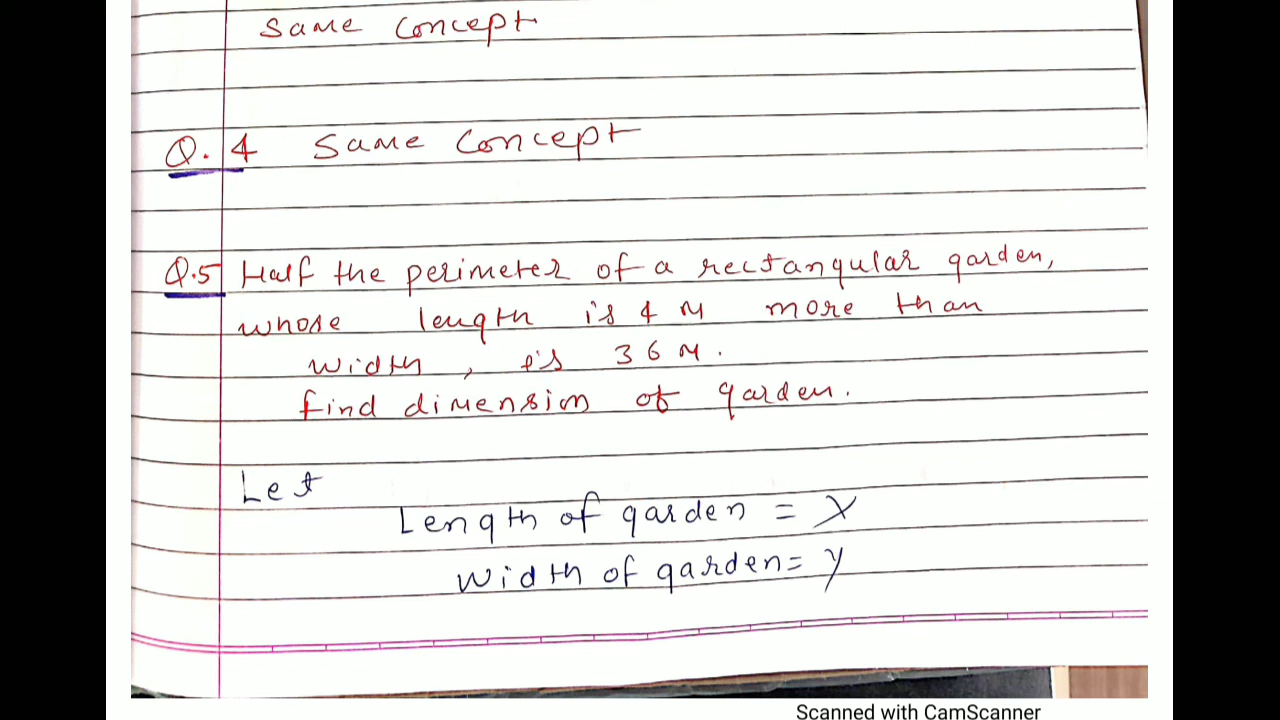 Same Concept
Q.4 Same Concept
Q.5 Half the perimeter of a rectangular garden,
whose length is 4 M more than
width, is 36 M.
find dimension of garden.
Let
Length of garden = X
Width of garden = y
Scanned with CamScanner